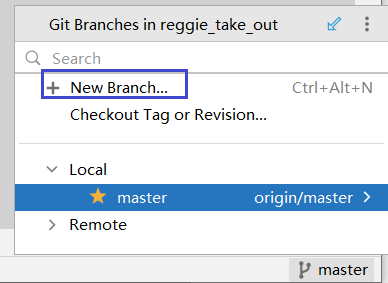 Git Branches in reggie_take_out
Search
New Branch... Ctrl+Alt+N
Checkout Tag or Revision...
Local
master origin/master
Remote
master